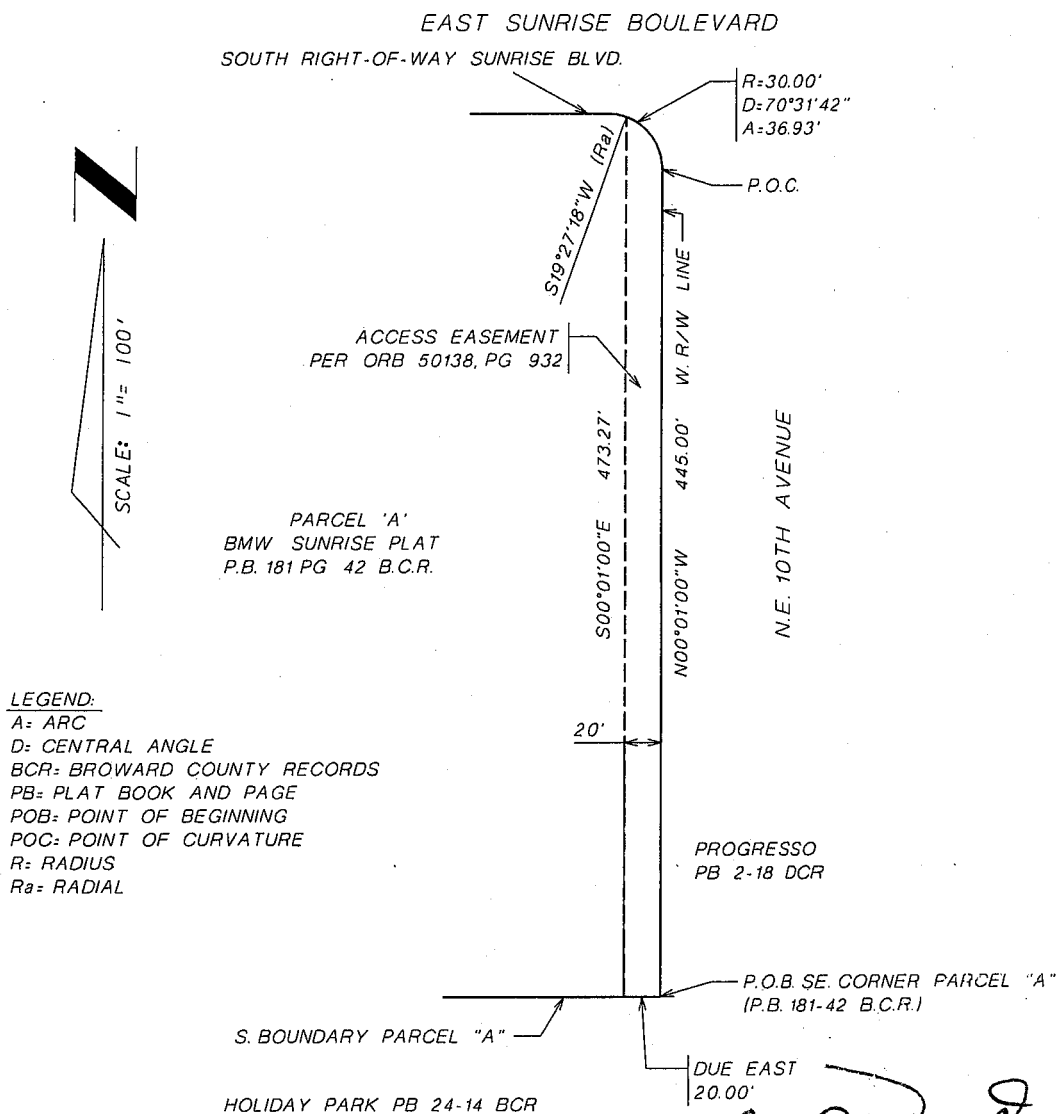 EAST SUNRISE BOULEVARD
SOUTH RIGHT-OF-WAY SUNRISE BLVD.
R=30.00'
D=70°31'42"
A=36.93'
P.O.C.
S19°27'18"W (Ra)
W. R/W LINE
ACCESS EASEMENT
PER ORB 50138, PG 932
SCALE: 1"= 100'
S00°01'00"E 473.27'
N00°01'00"W 445.00'
N.E. 10TH AVENUE
PARCEL 'A'
BMW SUNRISE PLAT
P.B. 181 PG 42 B.C.R.
LEGEND:
A= ARC
D= CENTRAL ANGLE
BCR= BROWARD COUNTY RECORDS
PB= PLAT BOOK AND PAGE
POB= POINT OF BEGINNING
POC= POINT OF CURVATURE
R= RADIUS
Ra= RADIAL
20'
PROGRESSO
PB 2-18 DCR
P.O.B. SE. CORNER PARCEL "A"
(P.B. 181-42 B.C.R.)
S. BOUNDARY PARCEL "A"
DUE EAST
20.00'
HOLIDAY PARK PB 24-14 BCR